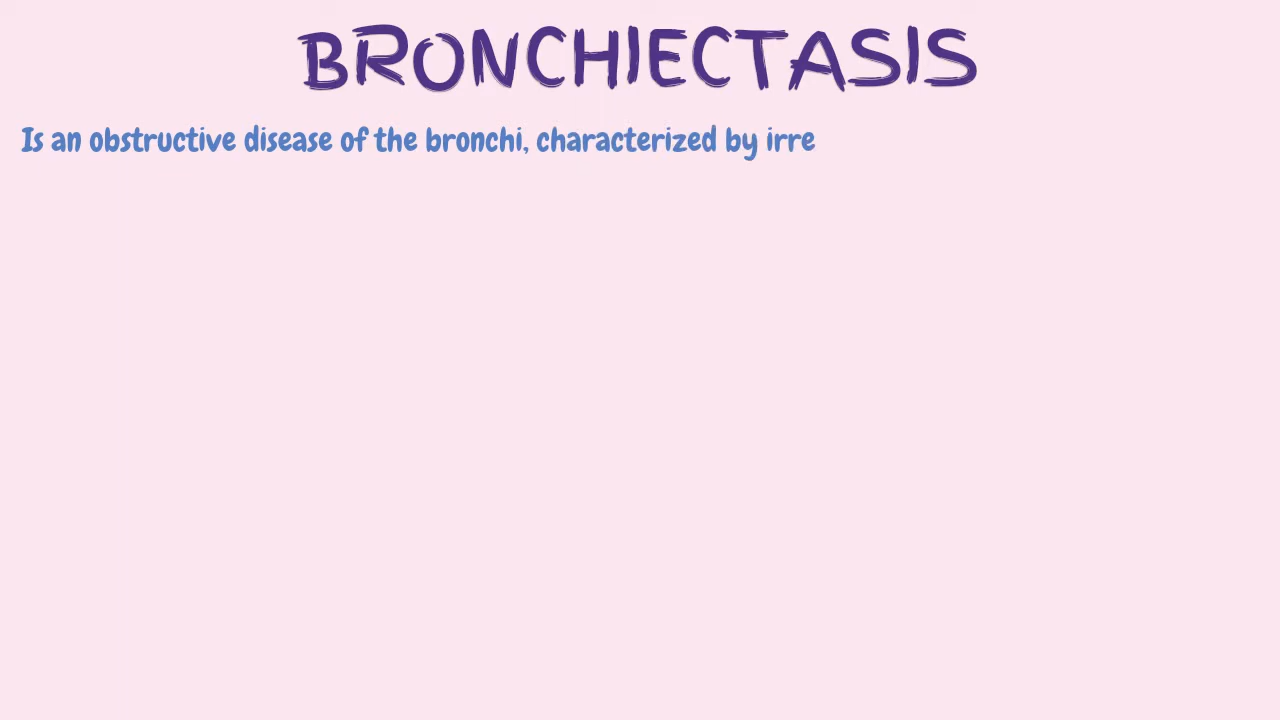 BRONCHIECTASIS
Is an obstructive disease of the bronchi, characterized by irre